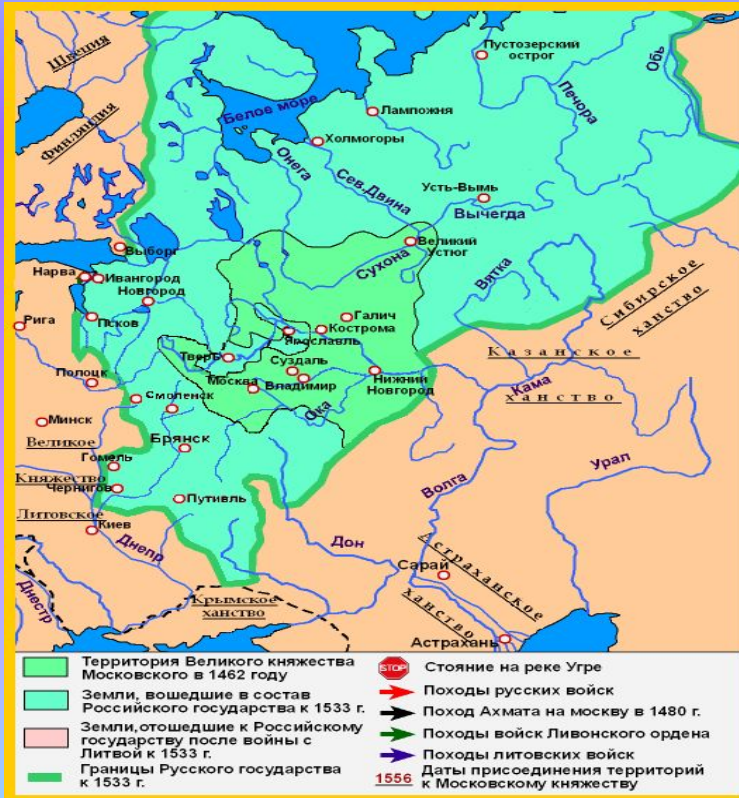 Швеция
Финляндия
Белое море
Пустозерский
острог
Обь
Печора
Лампожня
Холмогоры
Онега
Сев.Двина
Усть-Вымь
Вычегда
Выборг
Великий
Устюг
Сухона
Нарва
Ивангород
Новгород
Вятка
Сибирское
ханство
Рига
Псков
Галич
Кострома
Ярославль
Тверь
Суздаль
Казанское
ханство
Полоцк
Москва
Владимир
Нижний
Новгород
Кама
Смоленск
Ока
Минск
Великое
Княжество
Литовское
Брянск
Гомель
Чернигов
Путивль
Волга
Урал
Киев
Днепр
Дон
Днестр
Сарай
Астраханское
ханство
Крымское
ханство
Астрахань
Территория Великого княжества
Московского в 1462 году
Земли, вошедшие в состав
Российского государства к 1533 г.
Земли,отошедшие к Российскому
государству после войны с
Литвой к 1533 г.
Границы Русского государства
к 1533 г.
STOP Стояние на реке Угре
Походы русских войск
Поход Ахмата на москву в 1480 г.
Походы войск Ливонского ордена
Походы литовских войск
1556 Даты присоединения территорий
к Московскому княжеству